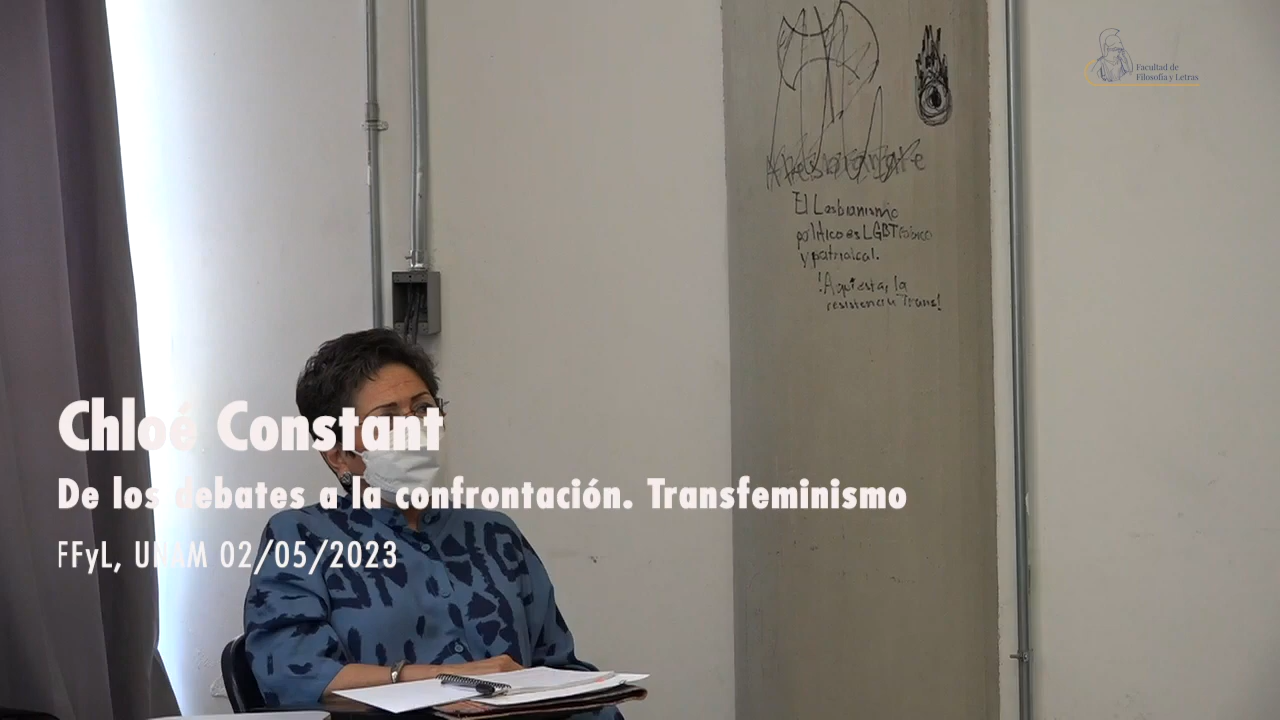 Facultad de
Filosofía y Letras
El Lesbianismo
político es LGBTfóbico
y patriarcal.
¡Aquí esta, la
resistencia Trans!
Chloé Constant
De los debates a la confrontación. Transfeminismo
FFyL, UNAM 02/05/2023